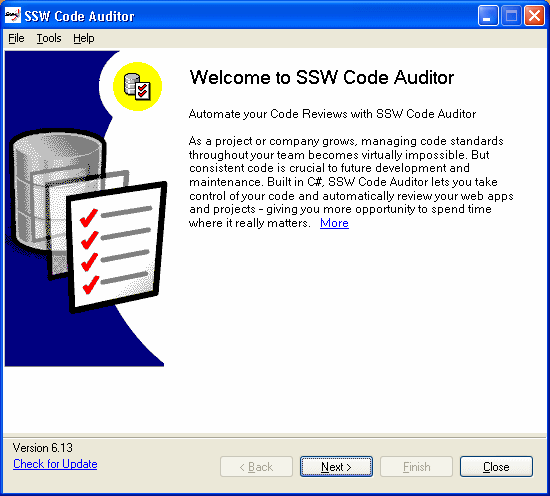 SSW Code Auditor
File Tools Help
Welcome to SSW Code Auditor
Automate your Code Reviews with SSW Code Auditor
As a project or company grows, managing code standards
throughout your team becomes virtually impossible. But
consistent code is crucial to future development and
maintenance. Built in C#, SSW Code Auditor lets you take
control of your code and automatically review your web apps
and projects - giving you more opportunity to spend time
where it really matters. More
Version 6.13
Check for Update
< Back Next > Finish Close